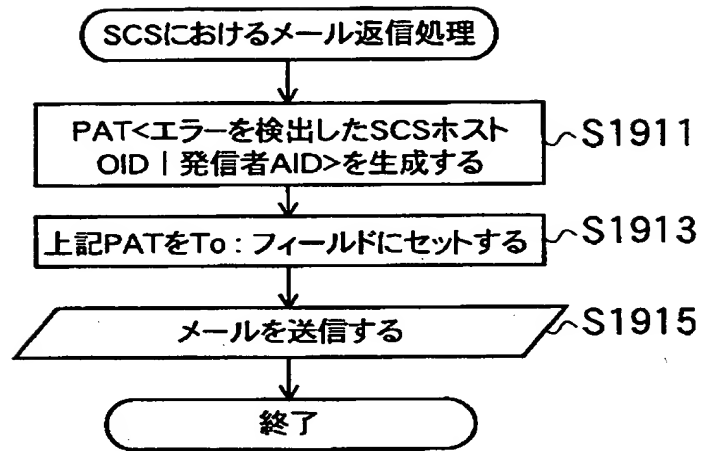 SCSにおけるメール返信処理
PAT<エラーを検出したSCSホスト
OID|発信者AID>を生成する
S1911
上記PATをTo:フィールドにセットする
S1913
メールを送信する
S1915
終了